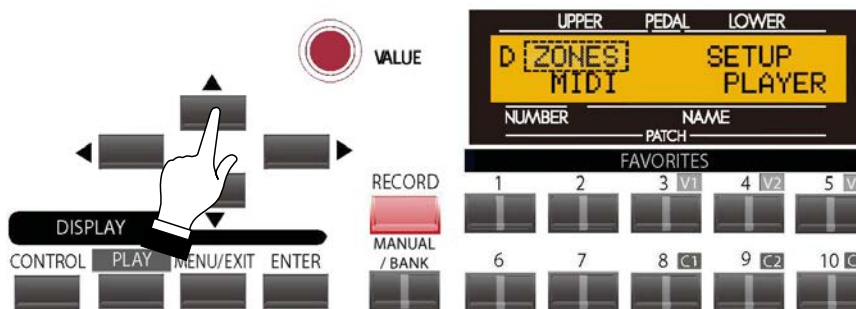 UPPER PEDAL LOWER
VALUE
D ZONES SETUP
MIDI PLAYER
NUMBER NAME
PATCH
FAVORITES
RECORD 1 2 3 V1 4 V2 5 V
DISPLAY
MANUAL
CONTROL PLAY MENU/EXIT ENTER / BANK 6 7 8 C1 9 C2 10 C